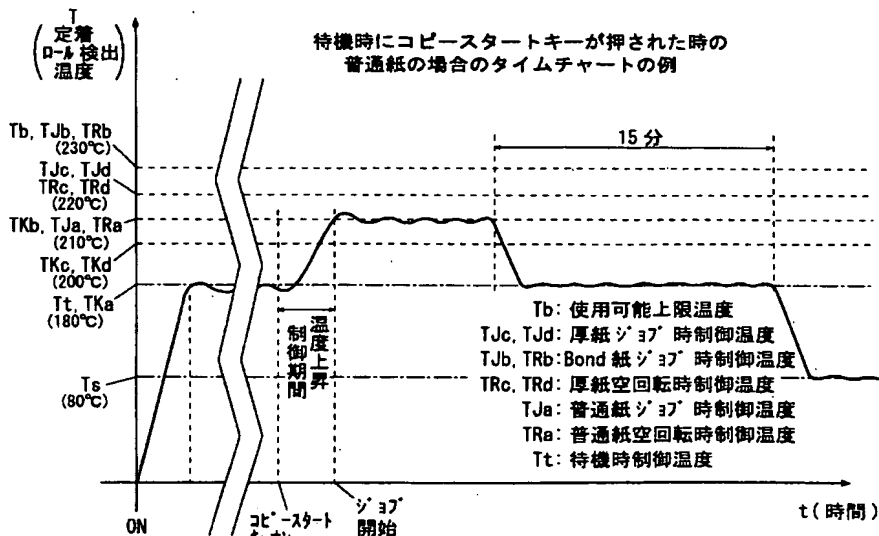 T
定着
ロール検出
温度
待機時にコピースタートキーが押された時の
普通紙の場合のタイムチャートの例
Tb, TJb, TRb
(230℃)
TJc, TJd
TRc, TRd
(220℃)
TKb, TJa, TRa
(210℃)
TKc, TKd
(200℃)
Tt, TKa
(180℃)
Ts
(80℃)
15分
温度上昇
制御期間
Tb: 使用可能上限温度
TJc, TJd: 厚紙ジョブ時制御温度
TJb, TRb:Bond紙ジョブ時制御温度
TRc, TRd: 厚紙空回転時制御温度
TJa: 普通紙ジョブ時制御温度
TRa: 普通紙空回転時制御温度
Tt: 待機時制御温度
ON
コピースタート
ジョブ
開始
t(時間)